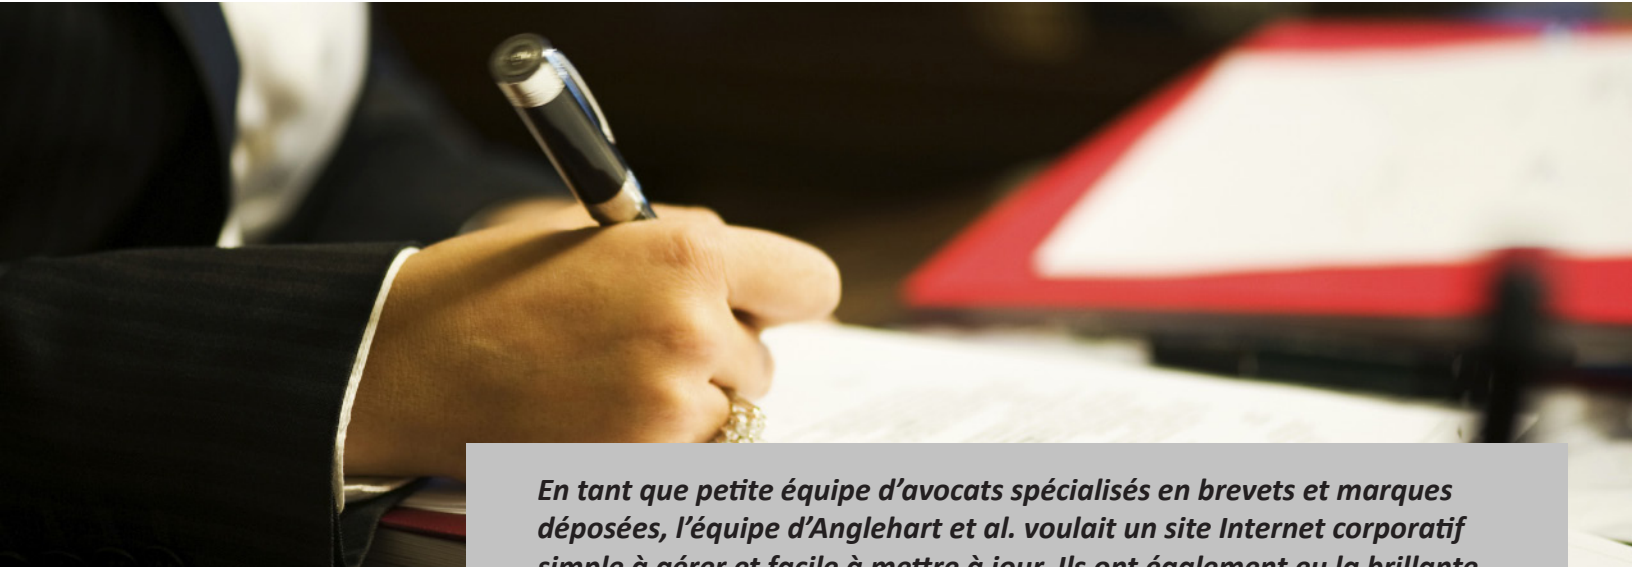 En tant que petite équipe d'avocats spécialisés en brevets et marques
déposées, l'équipe d'Anglehart et al. voulait un site Internet corporatif
simple à gérer et facile à mettre à jour. Ils ont également eu la brillante